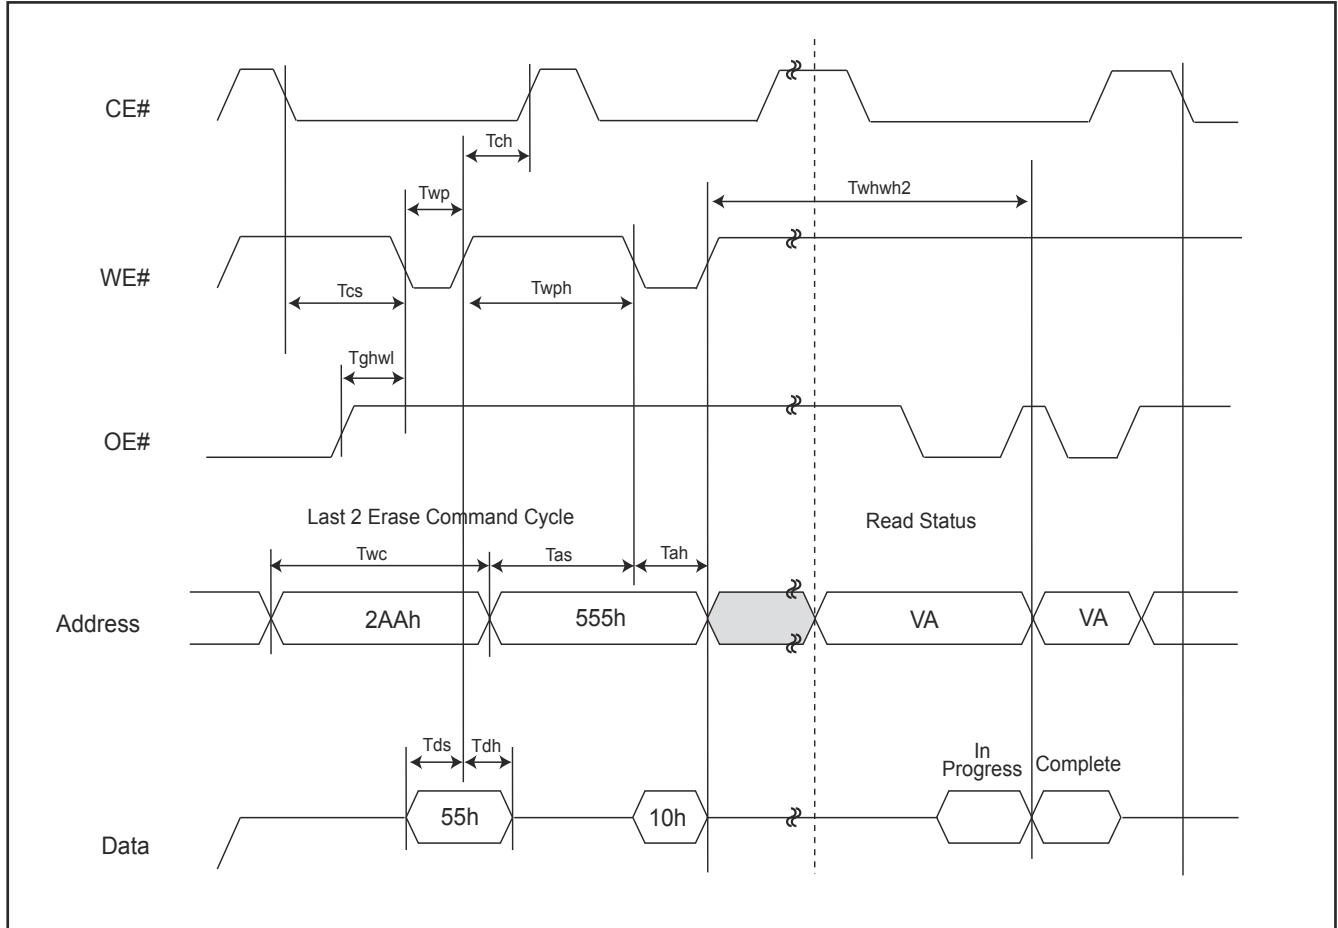 CE#
Tch
Twp
Twhwh2
WE#
Tcs
Twph
Tghwl
OE#
Last 2 Erase Command Cycle
Read Status
Twc
Tas
Tah
Address
2AAh
555h
VA
VA
Tds
Tdh
In
Progress
Complete
Data
55h
10h